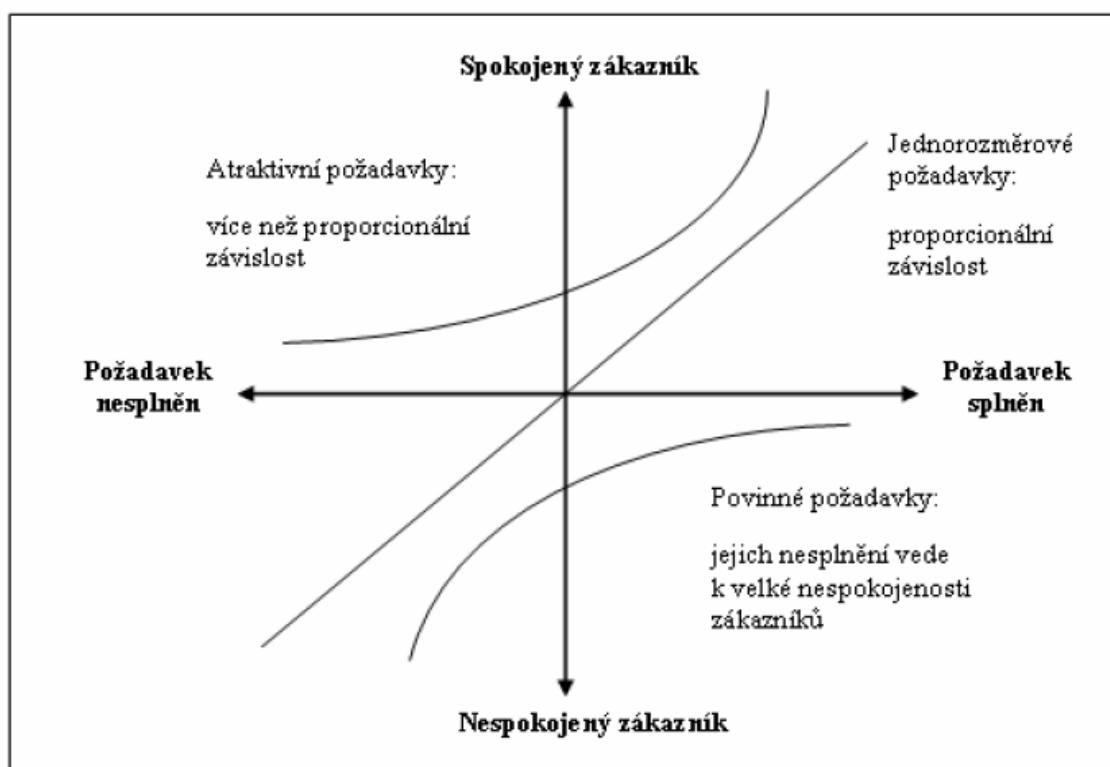 Spokojený zákazník
Atraktivní požadavky:
více než proporcionální
závislost
Jednorozměrové
požadavky:
proporcionální
závislost
Požadavek
nesplněn
Požadavek
splněn
Povinné požadavky:
jejich nesplnění vede
k velké nespokojenosti
zákazníků
Nespokojený zákazník